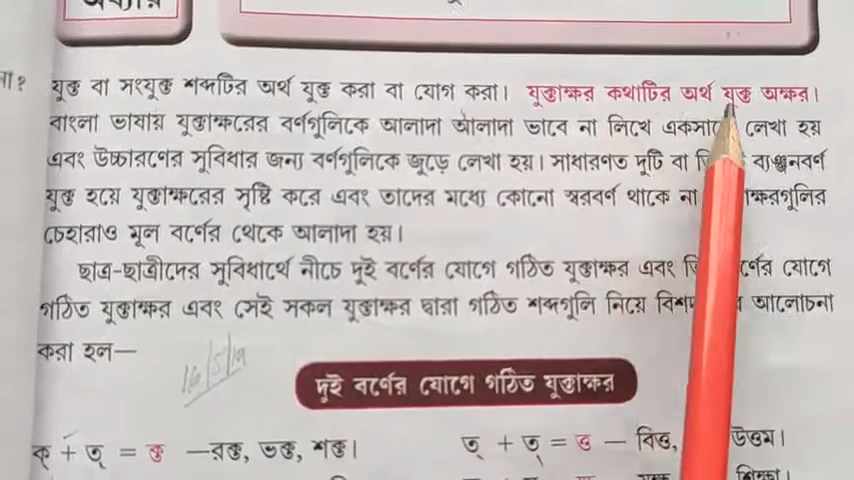 না?
যুক্ত বা সংযুক্ত শব্দটির অর্থ যুক্ত করা বা যোগ করা। যুক্তাক্ষর কথাটির অর্থ যুক্ত অক্ষর।
বাংলা ভাষায় যুক্তাক্ষরের বর্ণগুলিকে আলাদা আলাদা ভাবে না লিখে লেখা হয়
এবং উচ্চারণের সুবিধার জন্য বর্ণগুলিকে জুড়ে লেখা হয়। সাধারণত দুটি বা ব্যঞ্জনবর্ণ
যুক্ত হয়ে যুক্তাক্ষরের সৃষ্টি করে এবং তাদের মধ্যে কোনো স্বরবর্ণ থাকে না
চেহারাও মূল বর্ণের থেকে আলাদা হয়।
ছাত্র-ছাত্রীদের সুবিধার্থে নীচে দুই বর্ণের যোগে গঠিত যুক্তাক্ষর এবং যোগে
গঠিত যুক্তাক্ষর এবং সেই সকল যুক্তাক্ষর দ্বারা গঠিত শব্দগুলি নিয়ে আলোচনা
করা হল—
16/5/19
দুই বর্ণের যোগে গঠিত যুক্তাক্ষর
ক্ + ত্ = ক্ত —রক্ত, ভক্ত, শক্ত।
ত্ + ত্ = ত্ত — বিত্ত, উত্তম।